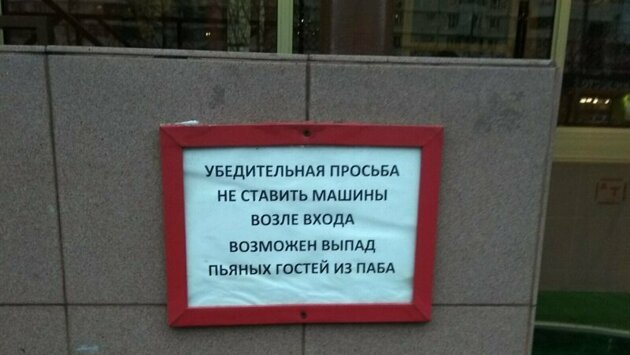 УБЕДИТЕЛЬНАЯ ПРОСЬБА
НЕ СТАВИТЬ МАШИНЫ
ВОЗЛЕ ВХОДА
ВОЗМОЖЕН ВЫПАД
ПЬЯНЫХ ГОСТЕЙ ИЗ ПАБА